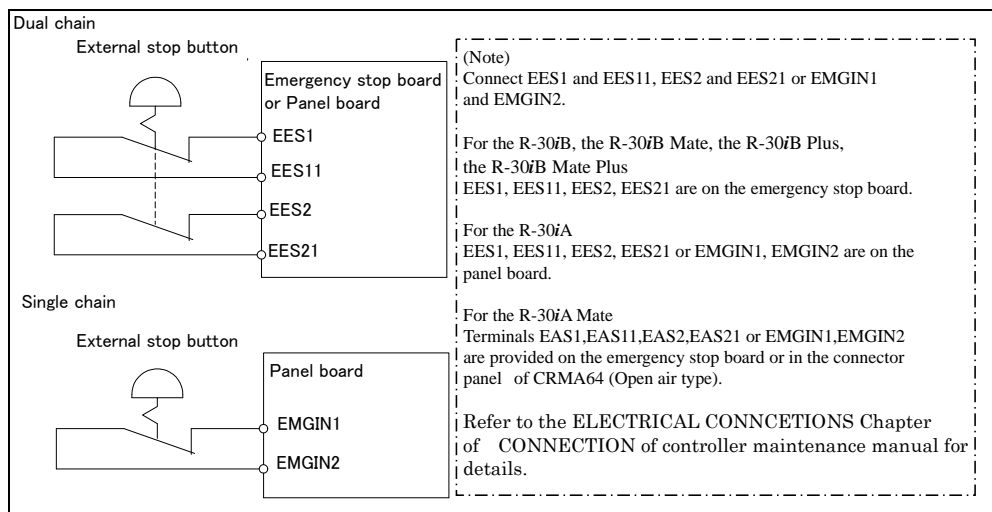 Dual chain
External stop button
Emergency stop board
or Panel board
EES1
EES11
EES2
EES21
Single chain
External stop button
Panel board
EMGIN1
EMGIN2
(Note)
Connect EES1 and EES11, EES2 and EES21 or EMGIN1
and EMGIN2.
For the R-30iB, the R-30iB Mate, the R-30iB Plus,
the R-30iB Mate Plus
EES1, EES11, EES2, EES21 are on the emergency stop board.
For the R-30iA
EES1, EES11, EES2, EES21 or EMGIN1, EMGIN2 are on the
panel board.
For the R-30iA Mate
Terminals EAS1,EAS11,EAS2,EAS21 or EMGIN1,EMGIN2
are provided on the emergency stop board or in the connector
panel of CRMA64 (Open air type).
Refer to the ELECTRICAL CONNCETIONS Chapter
of CONNECTION of controller maintenance manual for
details.